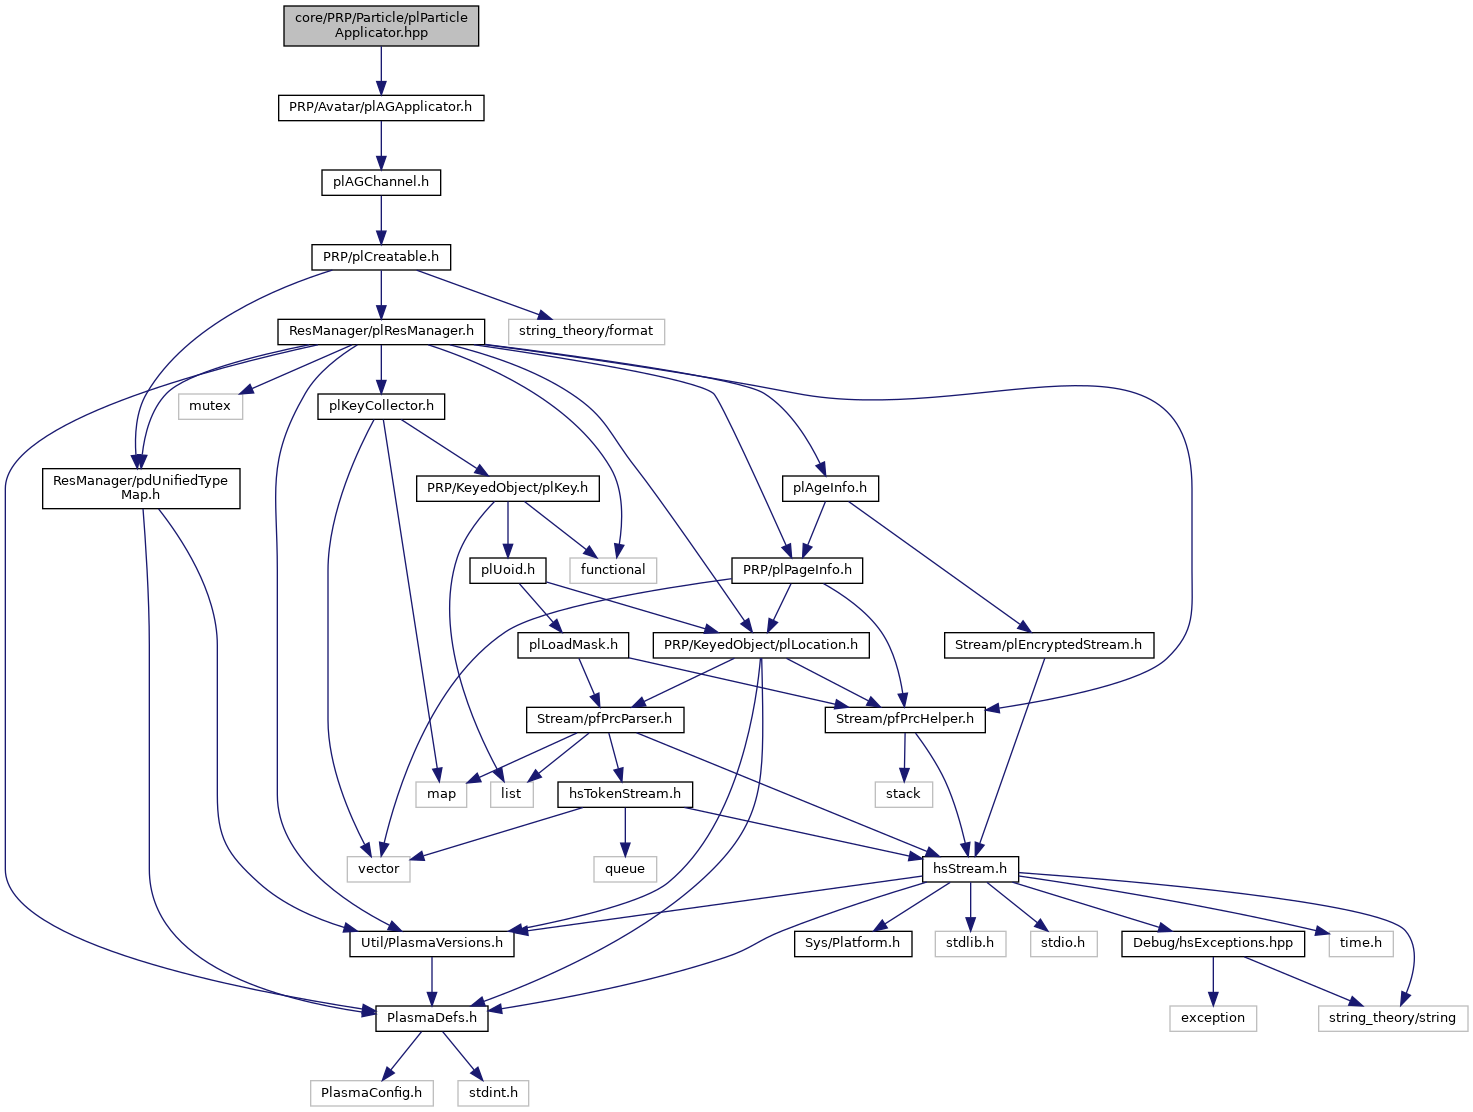 core/PRP/Particle/plParticle
Applicator.hpp
PRP/Avatar/plAGApplicator.h
plAGChannel.h
PRP/plCreatable.h
ResManager/plResManager.h
string_theory/format
mutex
plKeyCollector.h
ResManager/pdUnifiedType
Map.h
PRP/KeyedObject/plKey.h
plAgeInfo.h
plUoid.h
functional
PRP/plPageInfo.h
plLoadMask.h
PRP/KeyedObject/plLocation.h
Stream/plEncryptedStream.h
Stream/pfPrcParser.h
Stream/pfPrcHelper.h
map
list
hsTokenStream.h
stack
vector
queue
hsStream.h
Util/PlasmaVersions.h
Sys/Platform.h
stdlib.h
stdio.h
Debug/hsExceptions.hpp
time.h
PlasmaDefs.h
exception
string_theory/string
PlasmaConfig.h
stdint.h